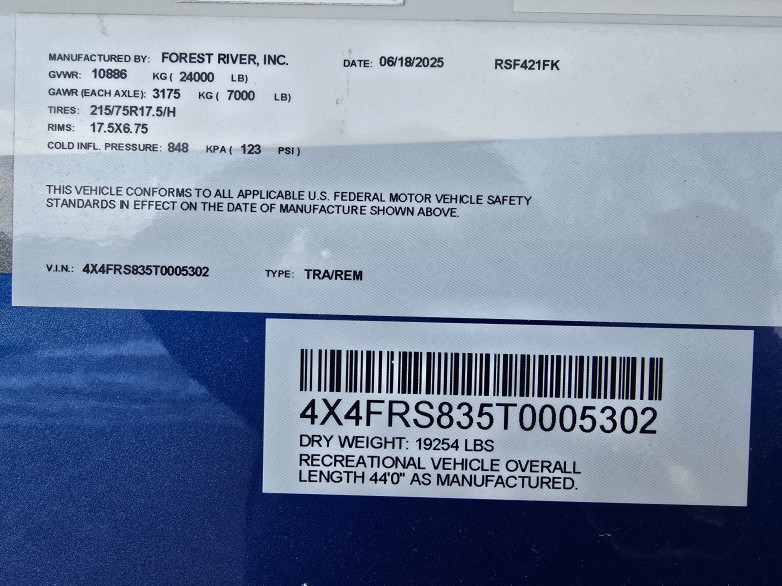 MANUFACTURED BY: FOREST RIVER, INC. DATE: 06/18/2025 RSF421FK
GVWR: 10886 KG ( 24000 LB)
GAWR (EACH AXLE): 3175 KG ( 7000 LB)
TIRES: 215/75R17.5/H
RIMS: 17.5X6.75
COLD INFL. PRESSURE: 848 KPA ( 123 PSI )
THIS VEHICLE CONFORMS TO ALL APPLICABLE U.S. FEDERAL MOTOR VEHICLE SAFETY
STANDARDS IN EFFECT ON THE DATE OF MANUFACTURE SHOWN ABOVE.
V.I.N.: 4X4FRS835T0005302 TYPE: TRA/REM
4X4FRS835T0005302
DRY WEIGHT: 19254 LBS
RECREATIONAL VEHICLE OVERALL
LENGTH 44'0" AS MANUFACTURED.